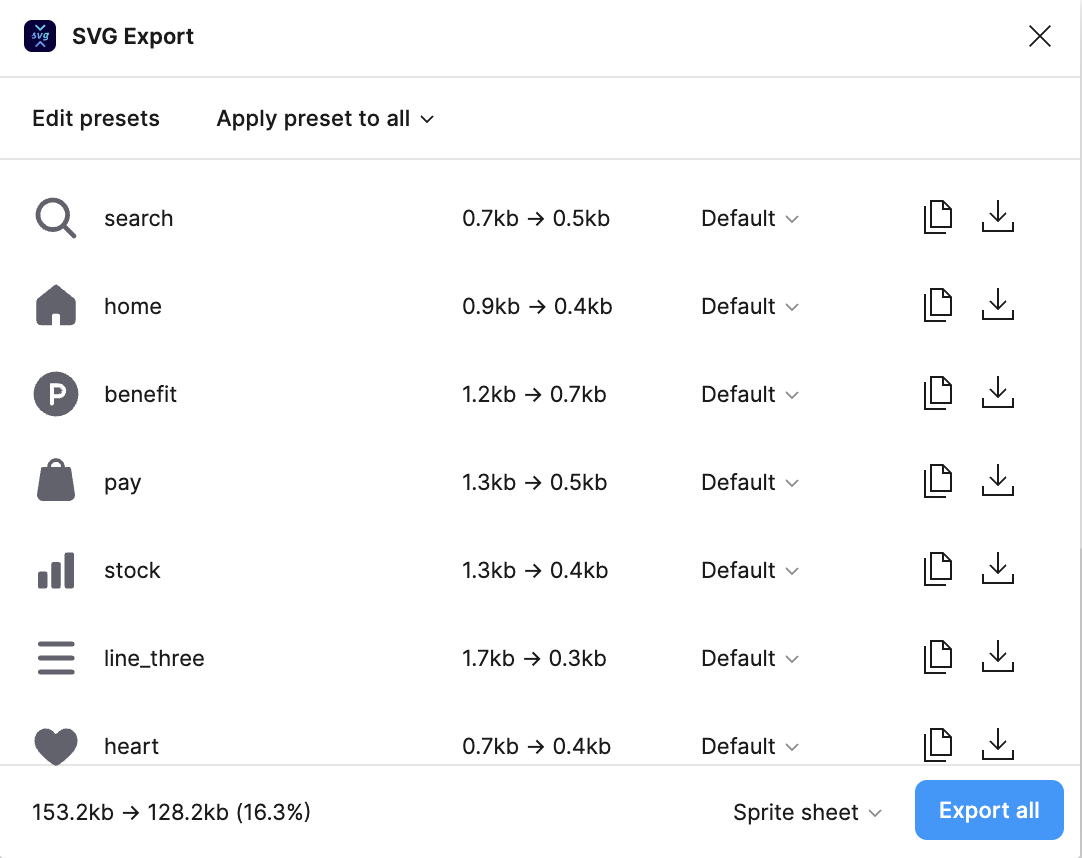 svg SVG Export
Edit presets Apply preset to all
search 0.7kb → 0.5kb Default
home 0.9kb → 0.4kb Default
P benefit 1.2kb → 0.7kb Default
pay 1.3kb → 0.5kb Default
stock 1.3kb → 0.4kb Default
line_three 1.7kb → 0.3kb Default
heart 0.7kb → 0.4kb Default
153.2kb → 128.2kb (16.3%) Sprite sheet Export all